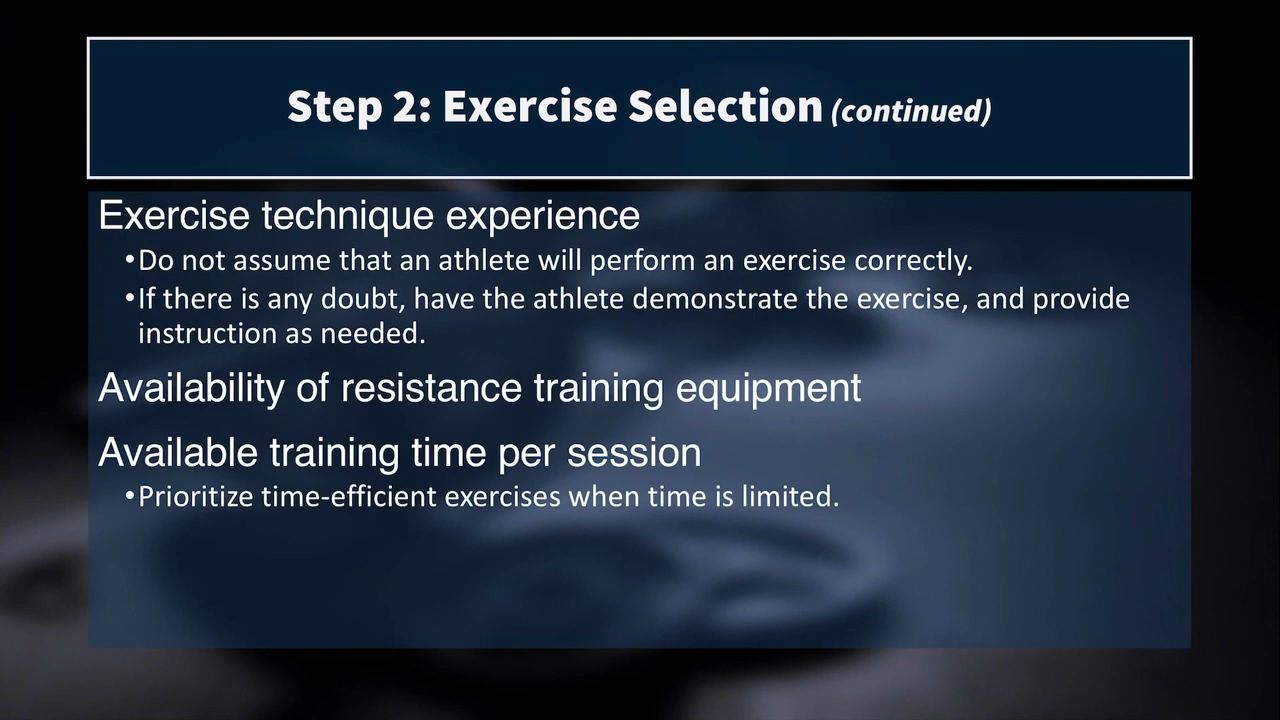 Step 2: Exercise Selection (continued)
Exercise technique experience
•Do not assume that an athlete will perform an exercise correctly.
•If there is any doubt, have the athlete demonstrate the exercise, and provide
instruction as needed.
Availability of resistance training equipment
Available training time per session
•Prioritize time-efficient exercises when time is limited.